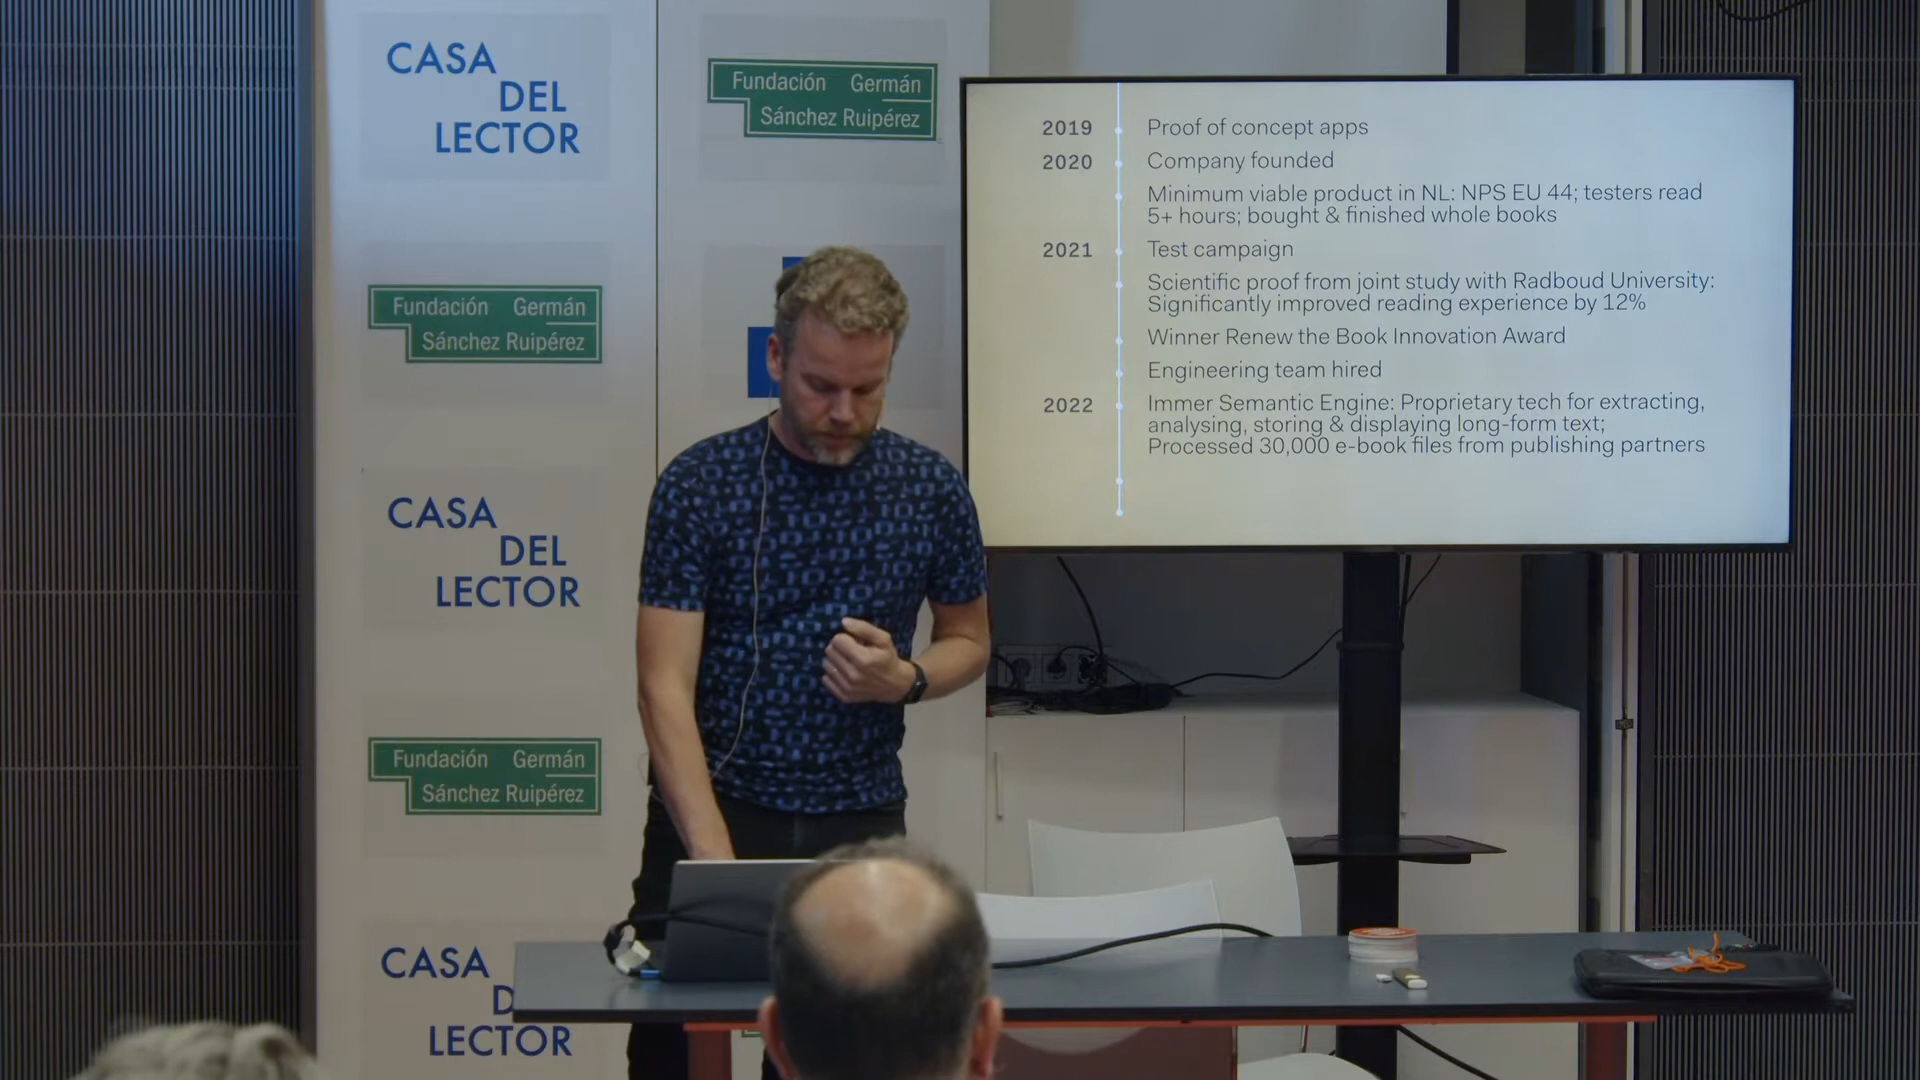 CASA
DEL
LECTOR
Fundación Germán
Sánchez Ruipérez
Fundación Germán
Sánchez Ruipérez
CASA
DEL
LECTOR
Fundación Germán
Sánchez Ruipérez
CASA
D
LECTOR
2019 Proof of concept apps
2020 Company founded
Minimum viable product in NL: NPS EU 44; testers read
5+ hours; bought & finished whole books
2021 Test campaign
Scientific proof from joint study with Radboud University:
Significantly improved reading experience by 12%
Winner Renew the Book Innovation Award
Engineering team hired
2022 Immer Semantic Engine: Proprietary tech for extracting,
analysing, storing & displaying long-form text;
Processed 30,000 e-book files from publishing partners